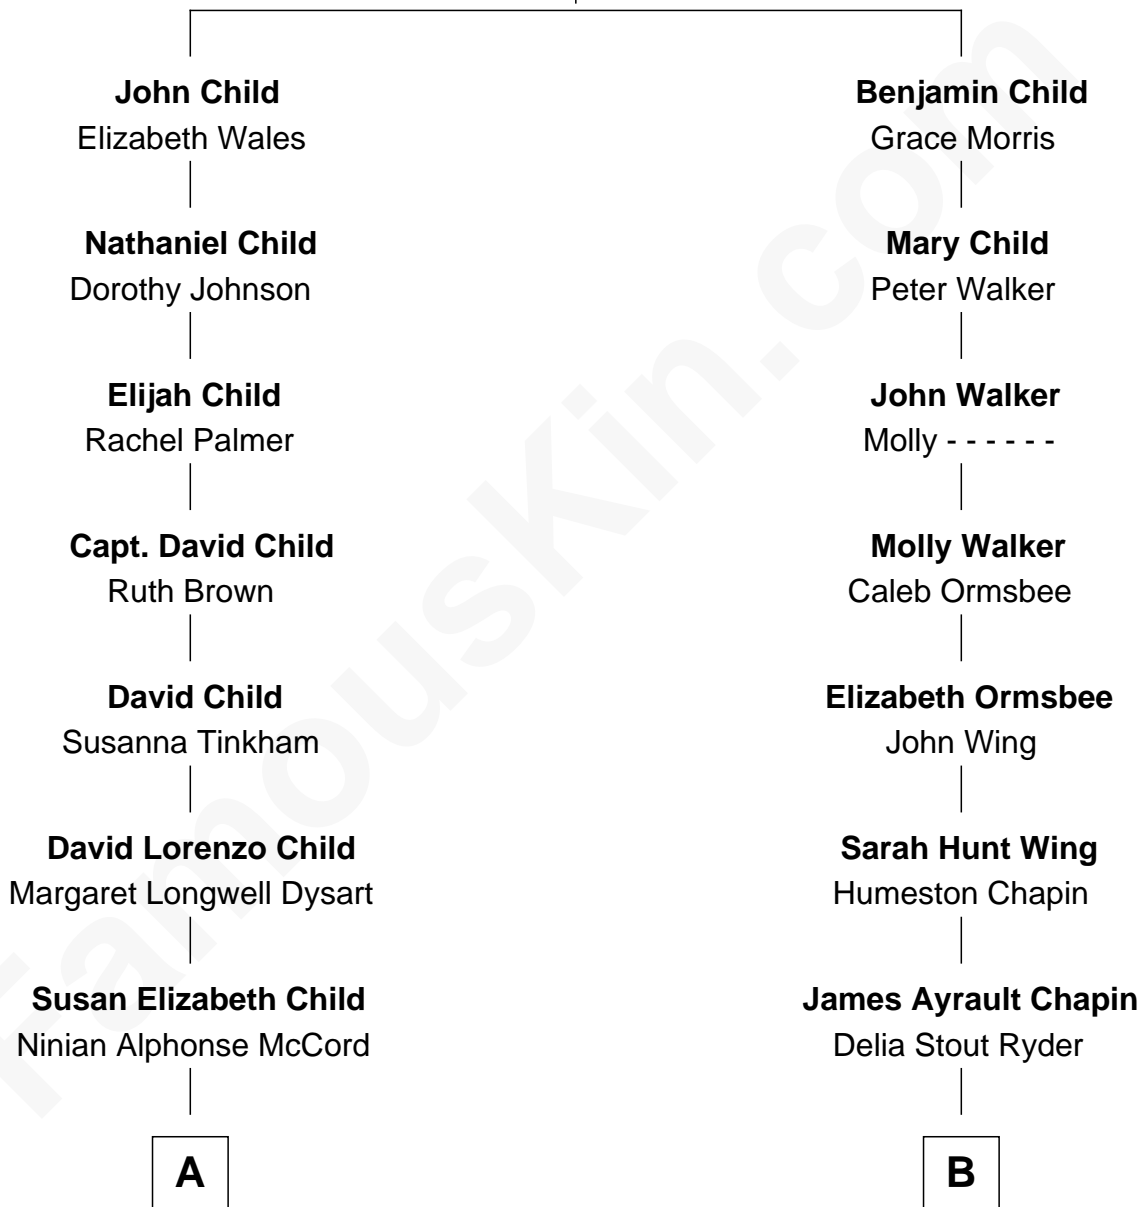 John Child
Elizabeth Wales
Nathaniel Child
Dorothy Johnson
Elijah Child
Rachel Palmer
Capt. David Child
Ruth Brown
David Child
Susanna Tinkham
David Lorenzo Child
Margaret Longwell Dysart
Susan Elizabeth Child
Ninian Alphonse McCord
A
Benjamin Child
Grace Morris
Mary Child
Peter Walker
John Walker
Molly - - - - - -
Molly Walker
Caleb Ormsbee
Elizabeth Ormsbee
John Wing
Sarah Hunt Wing
Humeston Chapin
James Ayrault Chapin
Delia Stout Ryder
B
FamousKin.com